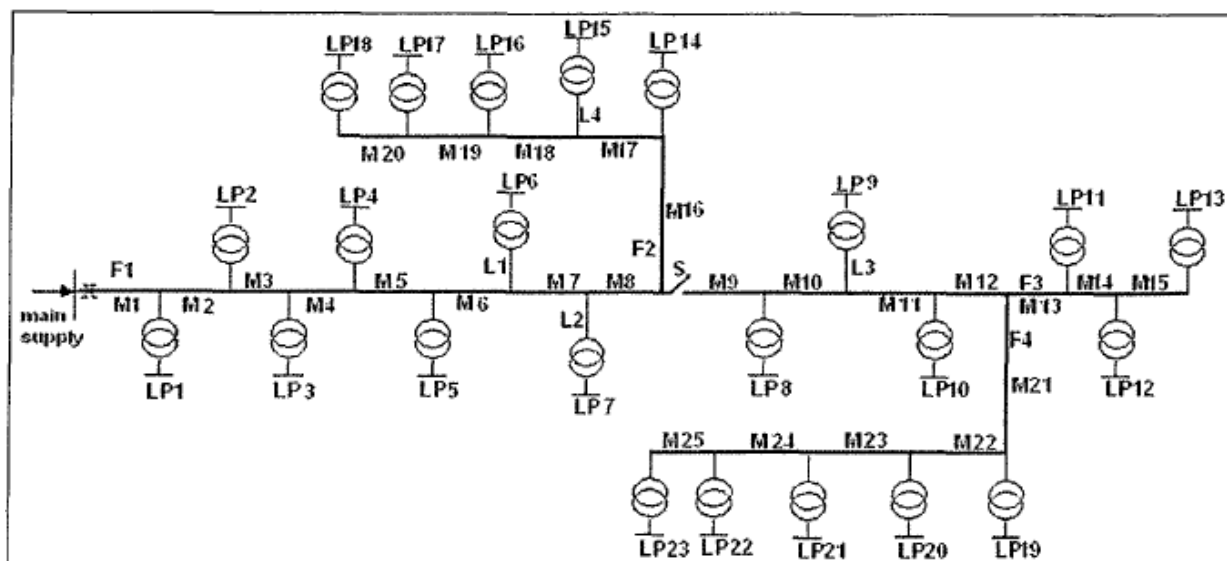 LP18 LP17 LP16 LP15 LP14
L4
M20 M19 M18 M17
LP2 LP4 LP6 LP9 LP11 LP13
M16
F1 L1 F2 S L3
M3 M5 M7 M8 M9 M10 M12 F3 M14 M15
M1 M2 M4 M6 M11 M13
main
supply
L2 F4
LP1 LP3 LP5 LP7 LP8 LP10 LP12
M21
M25 M24 M23 M22
LP23 LP22 LP21 LP20 LP19